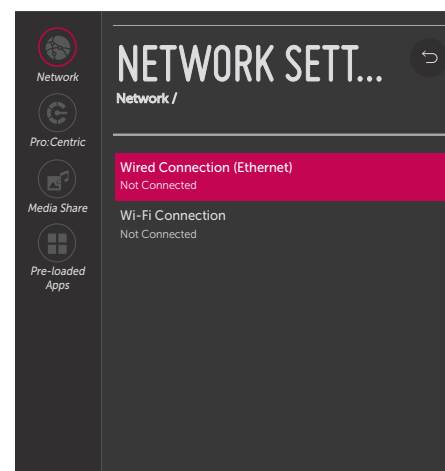 Network
Pro:Centric
Media Share
Pre-loaded
Apps
NETWORK SETT...
Network /
Wired Connection (Ethernet)
Not Connected
Wi-Fi Connection
Not Connected